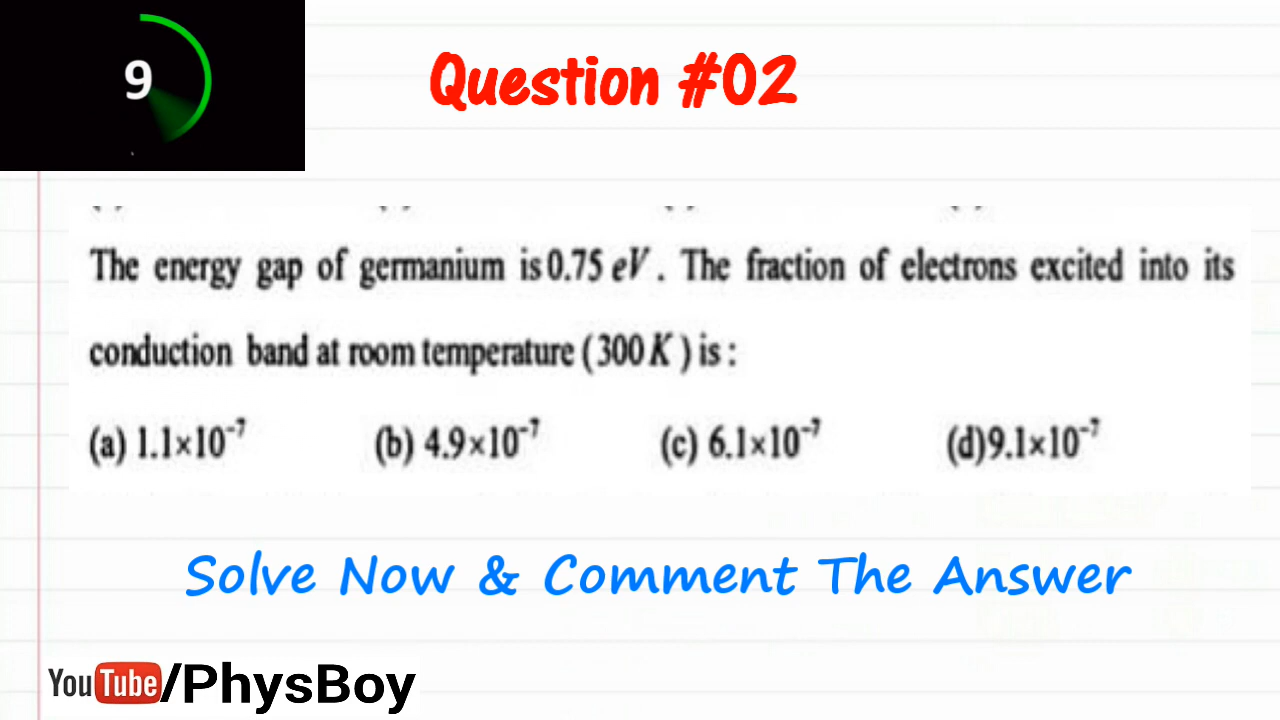 9
Question #02
The energy gap of germanium is 0.75 eV. The fraction of electrons excited into its
conduction band at room temperature (300 K) is:
(a) 1.1×10⁻⁷ (b) 4.9×10⁻⁷ (c) 6.1×10⁻⁷ (d)9.1×10⁻⁷
Solve Now & Comment The Answer
YouTube/PhysBoy